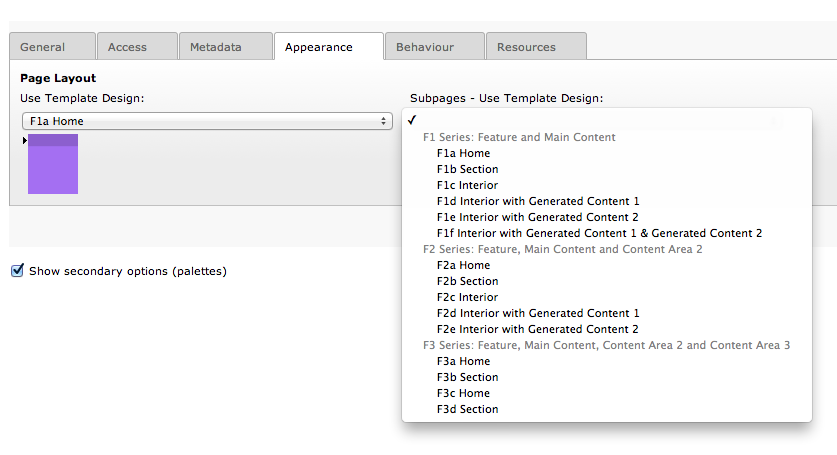 General
Access
Metadata
Appearance
Behaviour
Resources
Page Layout
Use Template Design:
F1a Home
Subpages - Use Template Design:
F1 Series: Feature and Main Content
F1a Home
F1b Section
F1c Interior
F1d Interior with Generated Content 1
F1e Interior with Generated Content 2
F1f Interior with Generated Content 1 & Generated Content 2
F2 Series: Feature, Main Content and Content Area 2
F2a Home
F2b Section
F2c Interior
F2d Interior with Generated Content 1
F2e Interior with Generated Content 2
F3 Series: Feature, Main Content, Content Area 2 and Content Area 3
F3a Home
F3b Section
F3c Home
F3d Section
Show secondary options (palettes)